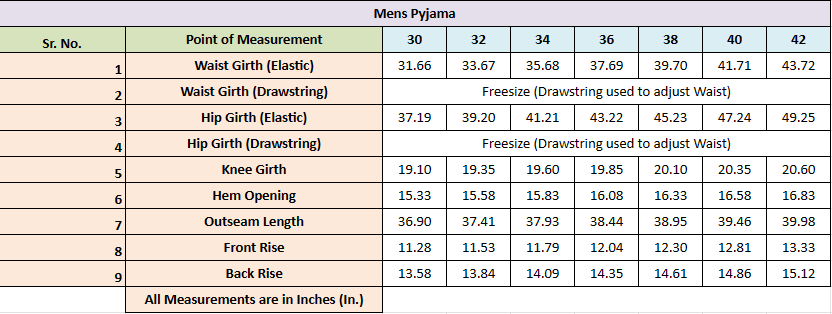 Mens Pyjama
Sr. No. Point of Measurement 30 32 34 36 38 40 42
1 Waist Girth (Elastic) 31.66 33.67 35.68 37.69 39.70 41.71 43.72
2 Waist Girth (Drawstring) Freesize (Drawstring used to adjust Waist)
3 Hip Girth (Elastic) 37.19 39.20 41.21 43.22 45.23 47.24 49.25
4 Hip Girth (Drawstring) Freesize (Drawstring used to adjust Waist)
5 Knee Girth 19.10 19.35 19.60 19.85 20.10 20.35 20.60
6 Hem Opening 15.33 15.58 15.83 16.08 16.33 16.58 16.83
7 Outseam Length 36.90 37.41 37.93 38.44 38.95 39.46 39.98
8 Front Rise 11.28 11.53 11.79 12.04 12.30 12.81 13.33
9 Back Rise 13.58 13.84 14.09 14.35 14.61 14.86 15.12
All Measurements are in Inches (In.)